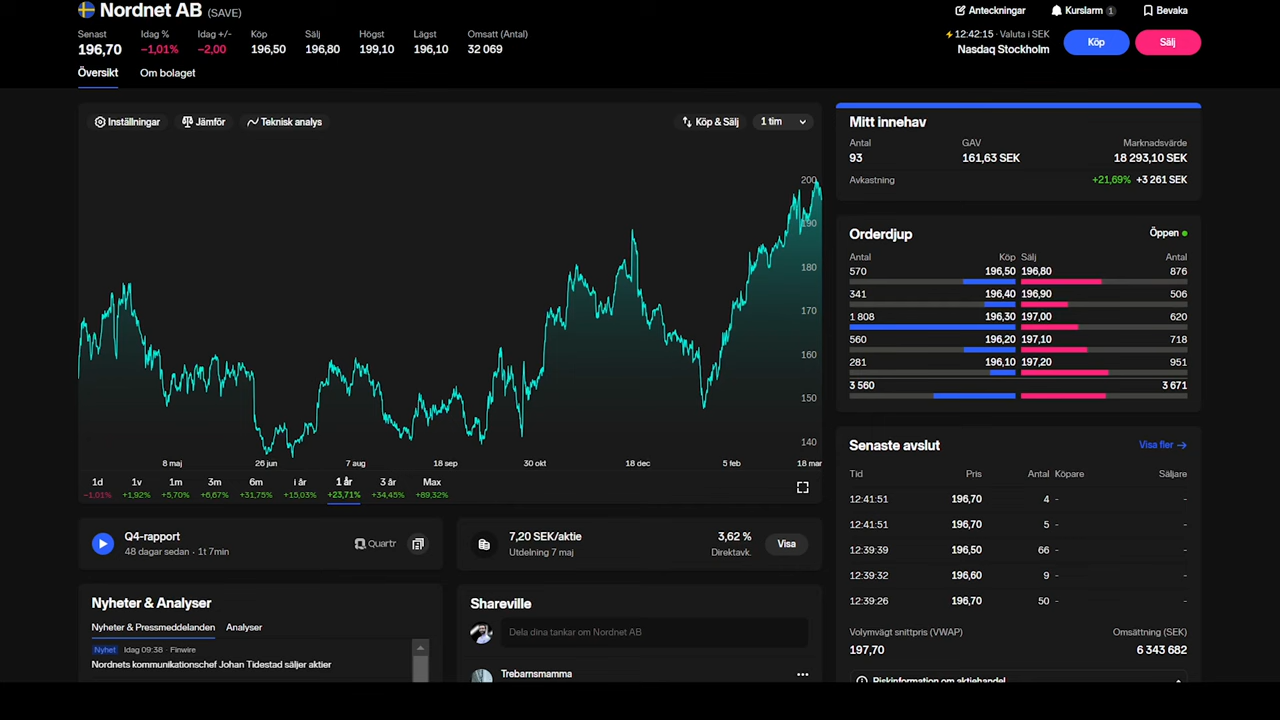 Nordnet AB (SAVE)
Anteckningar
Kurslarm 1
Bevaka
Senast Idag % Idag +/- Köp Sälj Högst Lägst Omsatt (Antal)
196,70 –1,01% –2,00 196,50 196,80 199,10 196,10 32 069
12:42:15 · Valuta i SEK
Nasdaq Stockholm
Köp
Sälj
Översikt Om bolaget
Inställningar Jämför Teknisk analys Köp & Sälj 1 tim
200
190
180
170
160
150
140
8 maj 26 jun 7 aug 18 sep 30 okt 18 dec 5 feb 18 mar
1d 1v 1m 3m 6m i år 1 år 3 år Max
–1,01% +1,92% +5,70% +6,67% +31,75% +15,03% +23,71% +34,45% +89,32%
Q4-rapport
48 dagar sedan · 1t 7min
Quartr
7,20 SEK/aktie
Utdelning 7 maj
3,62 %
Direktavk.
Visa
Nyheter & Analyser
Nyheter & Pressmeddelanden Analyser
Nyhet Idag 09:38 · Finwire
Nordnets kommunikationschef Johan Tidestad säljer aktier
Shareville
Dela dina tankar om Nordnet AB
Trebarnsmamma
Mitt innehav
Antal GAV Marknadsvärde
93 161,63 SEK 18 293,10 SEK
Avkastning +21,69% +3 261 SEK
Orderdjup Öppen
Antal Köp Sälj Antal
570 196,50 196,80 876
341 196,40 196,90 506
1 808 196,30 197,00 620
560 196,20 197,10 718
281 196,10 197,20 951
3 560 3 671
Senaste avslut Visa fler
Tid Pris Antal Köpare Säljare
12:41:51 196,70 4 - -
12:41:51 196,70 5 - -
12:39:39 196,50 66 - -
12:39:32 196,60 9 - -
12:39:26 196,70 50 - -
Volymvägt snittpris (VWAP) Omsättning (SEK)
197,70 6 343 682
Riskinformation om aktiehandel